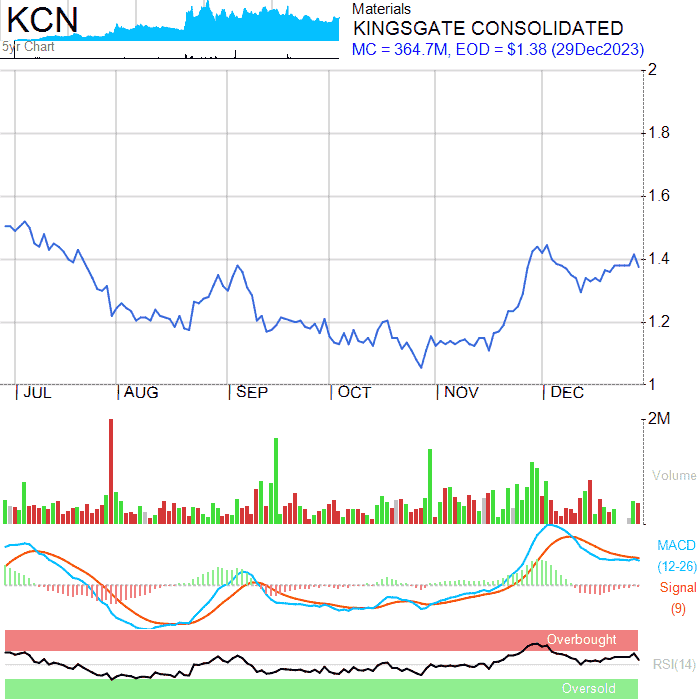 KCN
5yr Chart
Materials
KINGSGATE CONSOLIDATED
MC = 364.7M, EOD = $1.38 (29Dec2023)
2
1.8
1.6
1.4
1.2
1
JUL AUG SEP OCT NOV DEC
2M
Volume
MACD
(12-26)
Signal
(9)
Overbought
RSI(14)
Oversold